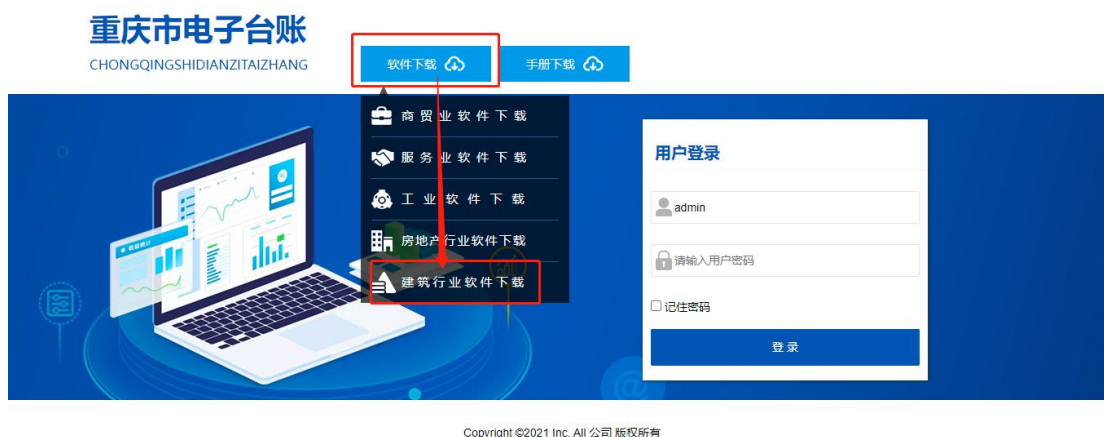 重庆市电子台账
CHONGQINGSHIDIANZITAIZHANG
软件下载
手册下载
商贸业软件下载
服务业软件下载
工业软件下载
房地产行业软件下载
建筑行业软件下载
用户登录
admin
请输入用户密码
记住密码
登录
Copyright ©2021 Inc. All 公司 版权所有